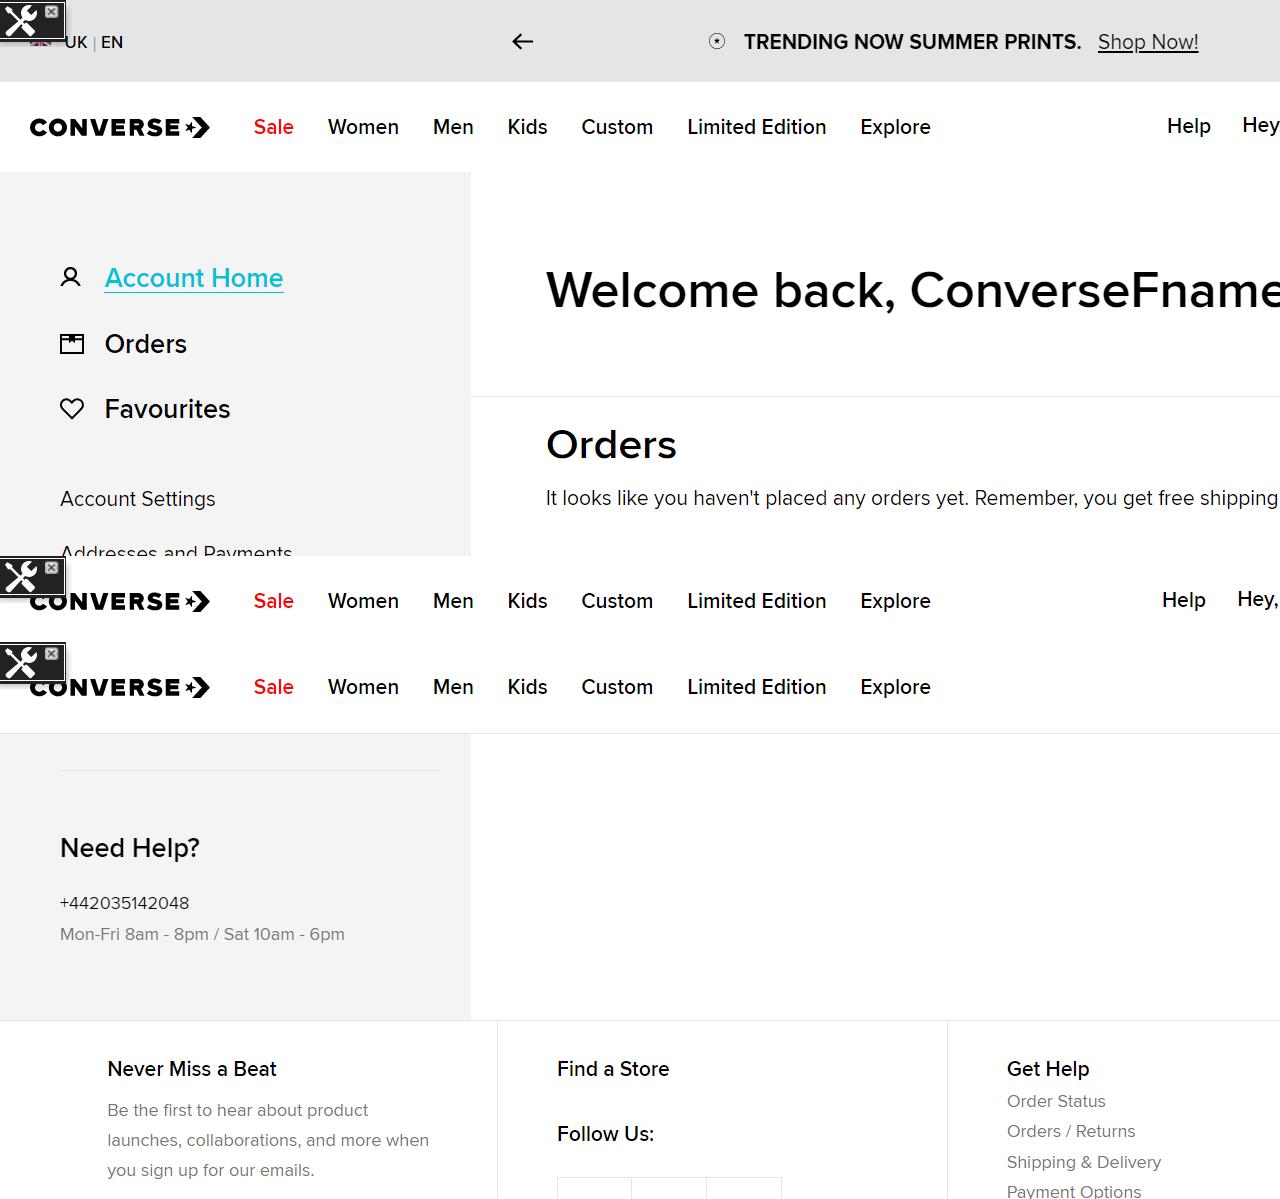 UK | EN
TRENDING NOW SUMMER PRINTS. Shop Now!
CONVERSE Sale Women Men Kids Custom Limited Edition Explore Help Hey
Account Home
Orders
Favourites
Account Settings
Addresses and Payments
Welcome back, ConverseFname
Orders
It looks like you haven't placed any orders yet. Remember, you get free shipping
CONVERSE Sale Women Men Kids Custom Limited Edition Explore Help Hey,
CONVERSE Sale Women Men Kids Custom Limited Edition Explore
Need Help?
+442035142048
Mon-Fri 8am - 8pm / Sat 10am - 6pm
Never Miss a Beat
Be the first to hear about product
launches, collaborations, and more when
you sign up for our emails.
Find a Store
Follow Us:
Get Help
Order Status
Orders / Returns
Shipping & Delivery
Payment Options